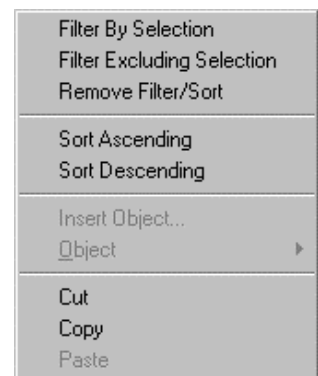 Filter By Selection
Filter Excluding Selection
Remove Filter/Sort
Sort Ascending
Sort Descending
Insert Object...
Object
Cut
Copy
Paste